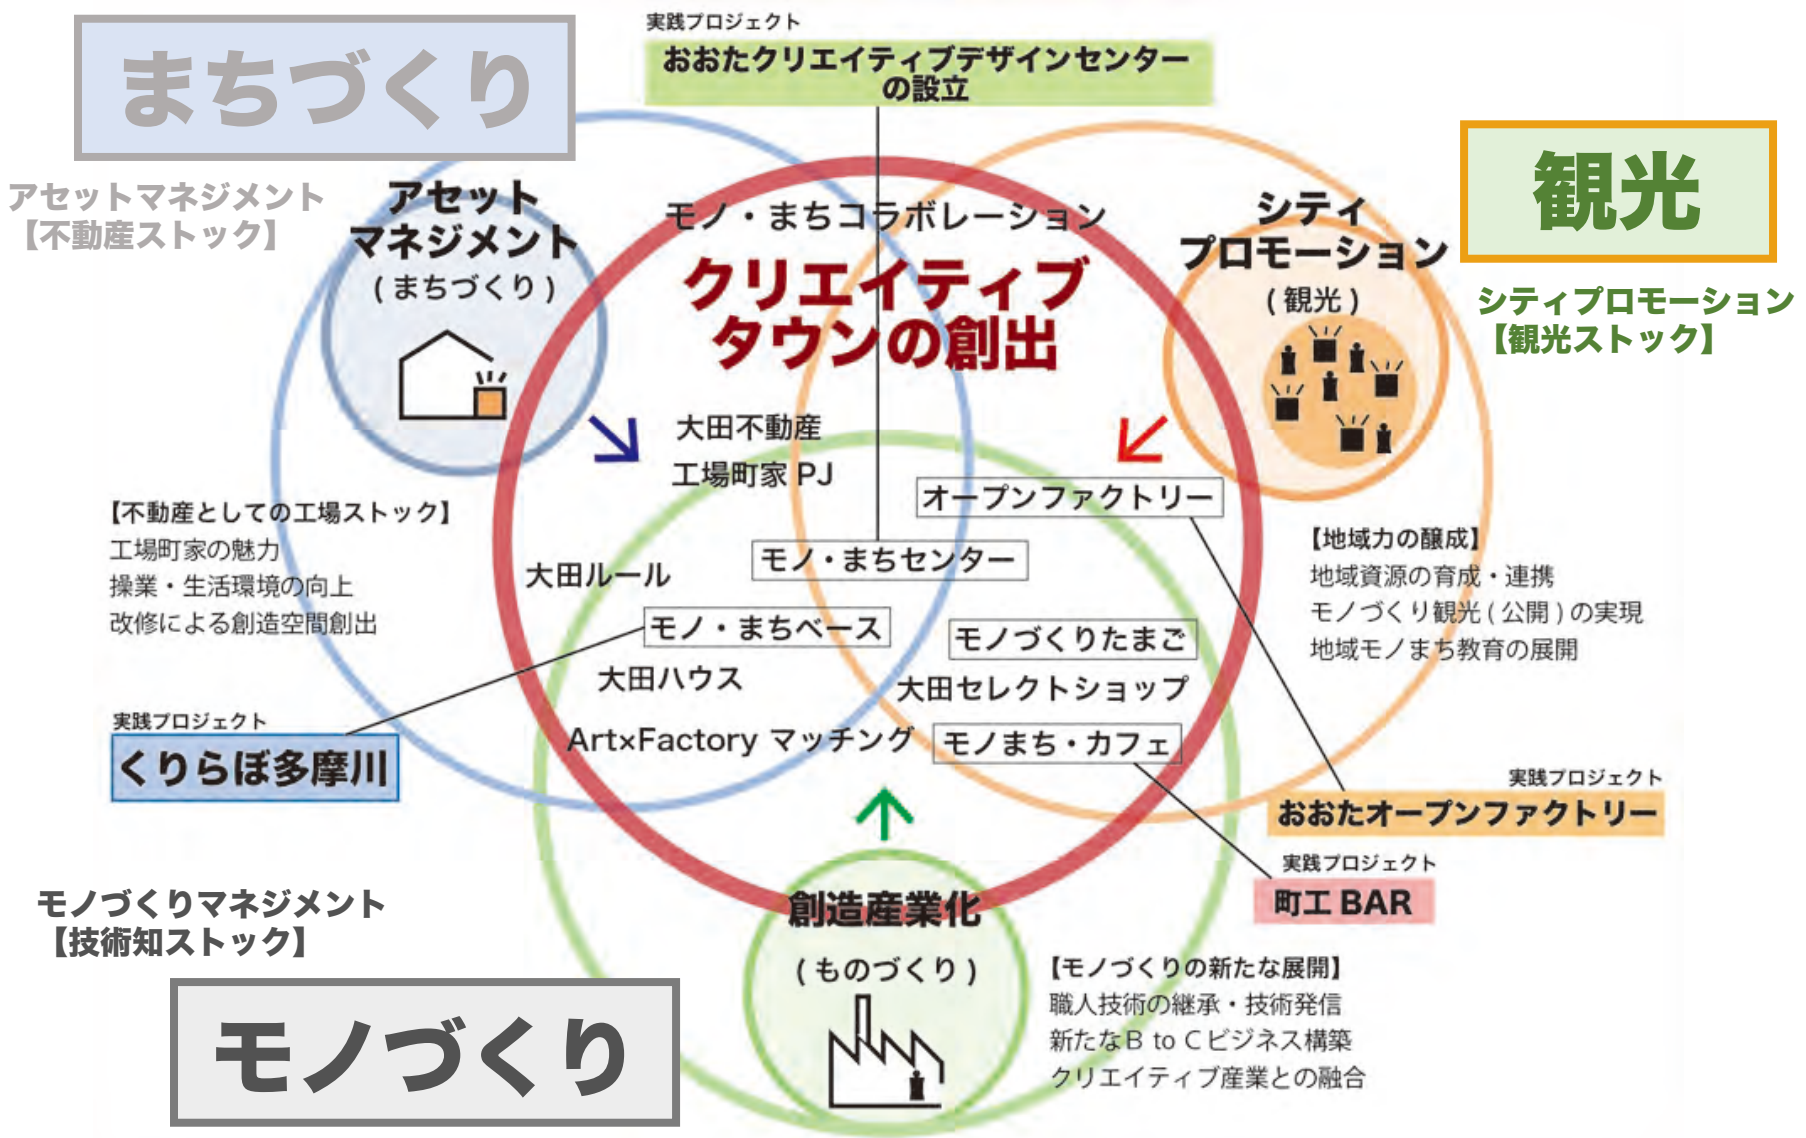 実践プロジェクト
おおたクリエイティブデザインセンター
の設立
まちづくり
アセットマネジメント
【不動産ストック】
アセット
マネジメント
(まちづくり)
モノ・まちコラボレーション
クリエイティブ
タウンの創出
シティ
プロモーション
(観光)
観光
シティプロモーション
【観光ストック】
大田不動産
工場町家 PJ
オープンファクトリー
モノ・まちセンター
大田ルール
モノ・まちベース
モノづくりたまご
大田ハウス
大田セレクトショップ
Art×Factory マッチング
モノまち・カフェ
【不動産としての工場ストック】
工場町家の魅力
操業・生活環境の向上
改修による創造空間創出
【地域力の醸成】
地域資源の育成・連携
モノづくり観光(公開)の実現
地域モノまち教育の展開
実践プロジェクト
くりらぼ多摩川
実践プロジェクト
おおたオープンファクトリー
実践プロジェクト
町工 BAR
モノづくりマネジメント
【技術知ストック】
モノづくり
創造産業化
(ものづくり)
【モノづくりの新たな展開】
職人技術の継承・技術発信
新たなB to Cビジネス構築
クリエイティブ産業との融合